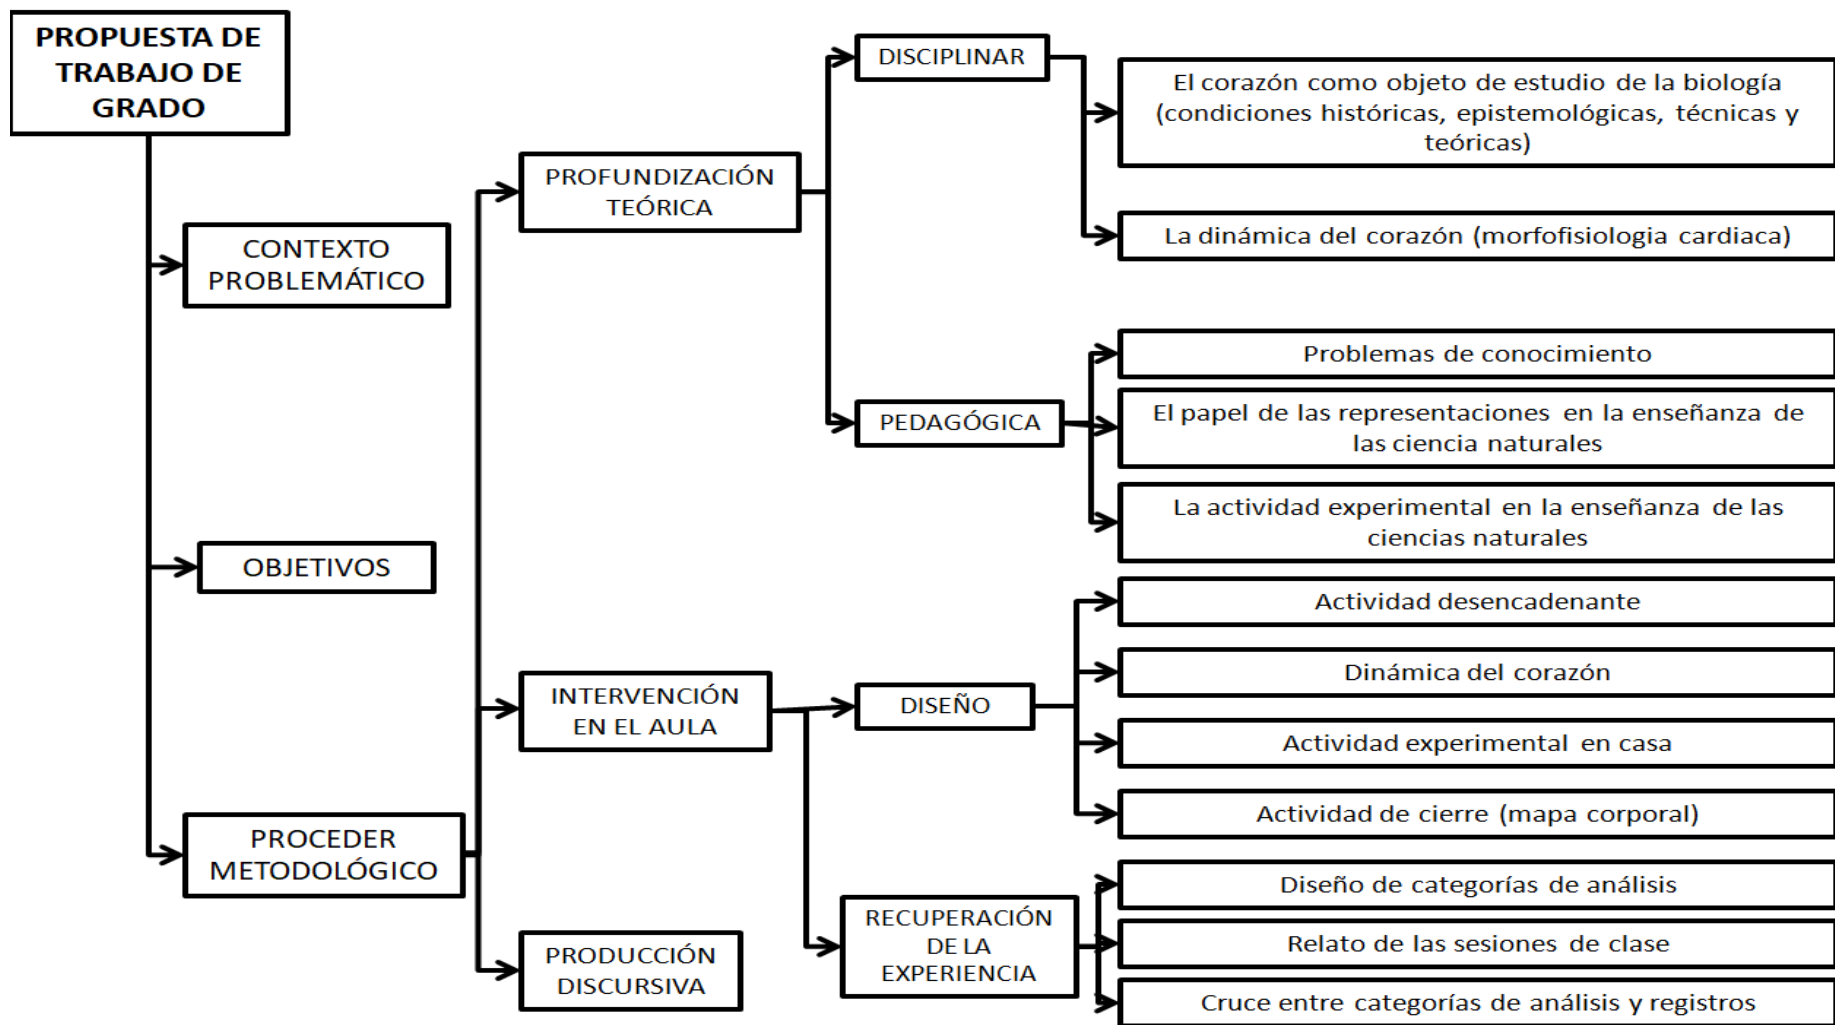 PROPUESTA DE
TRABAJO DE
GRADO
CONTEXTO
PROBLEMÁTICO
OBJETIVOS
PROCEDER
METODOLÓGICO
PROFUNDIZACIÓN
TEÓRICA
INTERVENCIÓN
EN EL AULA
PRODUCCIÓN
DISCURSIVA
DISCIPLINAR
PEDAGÓGICA
DISEÑO
RECUPERACIÓN
DE LA
EXPERIENCIA
El corazón como objeto de estudio de la biología
(condiciones históricas, epistemológicas, técnicas y
teóricas)
La dinámica del corazón (morfofisiologia cardiaca)
Problemas de conocimiento
El papel de las representaciones en la enseñanza de
las ciencia naturales
La actividad experimental en la enseñanza de las
ciencias naturales
Actividad desencadenante
Dinámica del corazón
Actividad experimental en casa
Actividad de cierre (mapa corporal)
Diseño de categorías de análisis
Relato de las sesiones de clase
Cruce entre categorías de análisis y registros